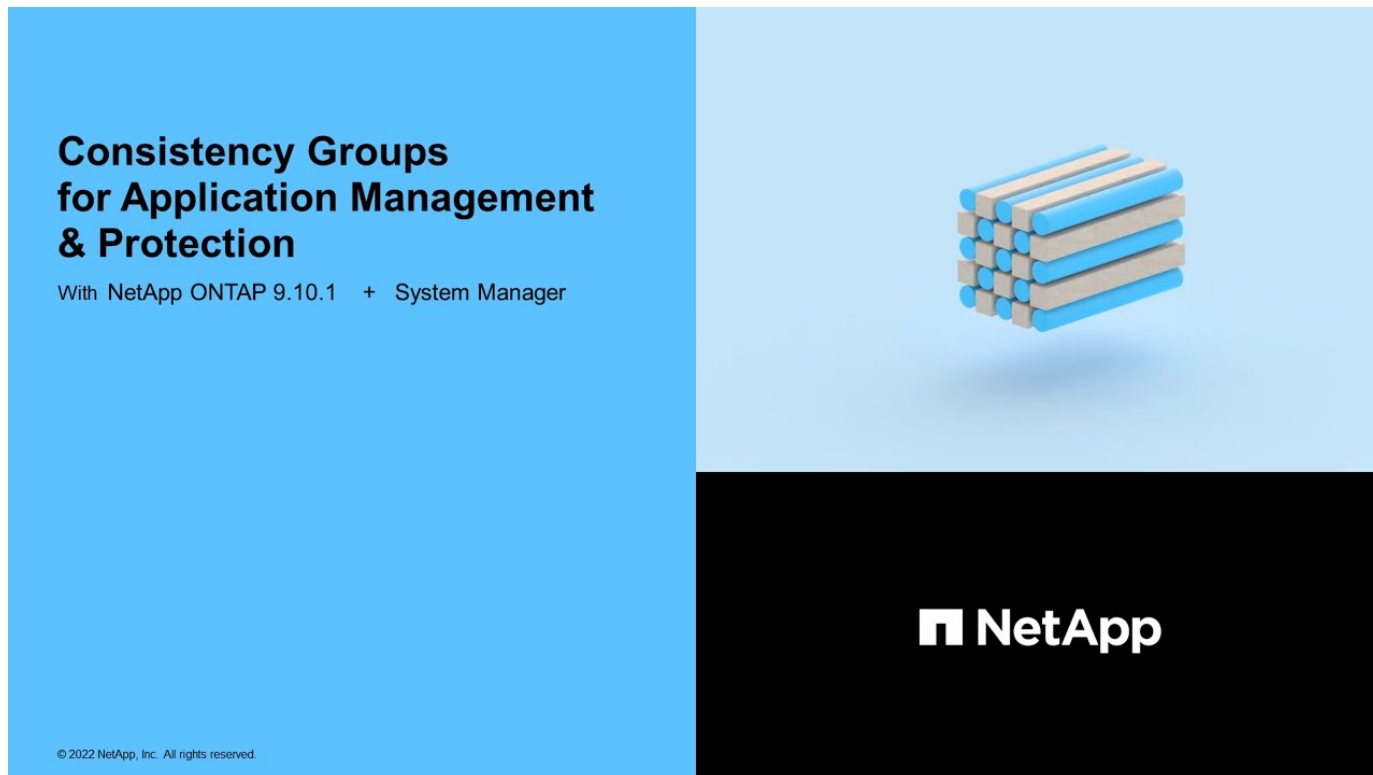 Consistency Groups
for Application Management
& Protection
With NetApp ONTAP 9.10.1 + System Manager
NetApp
© 2022 NetApp, Inc. All rights reserved.